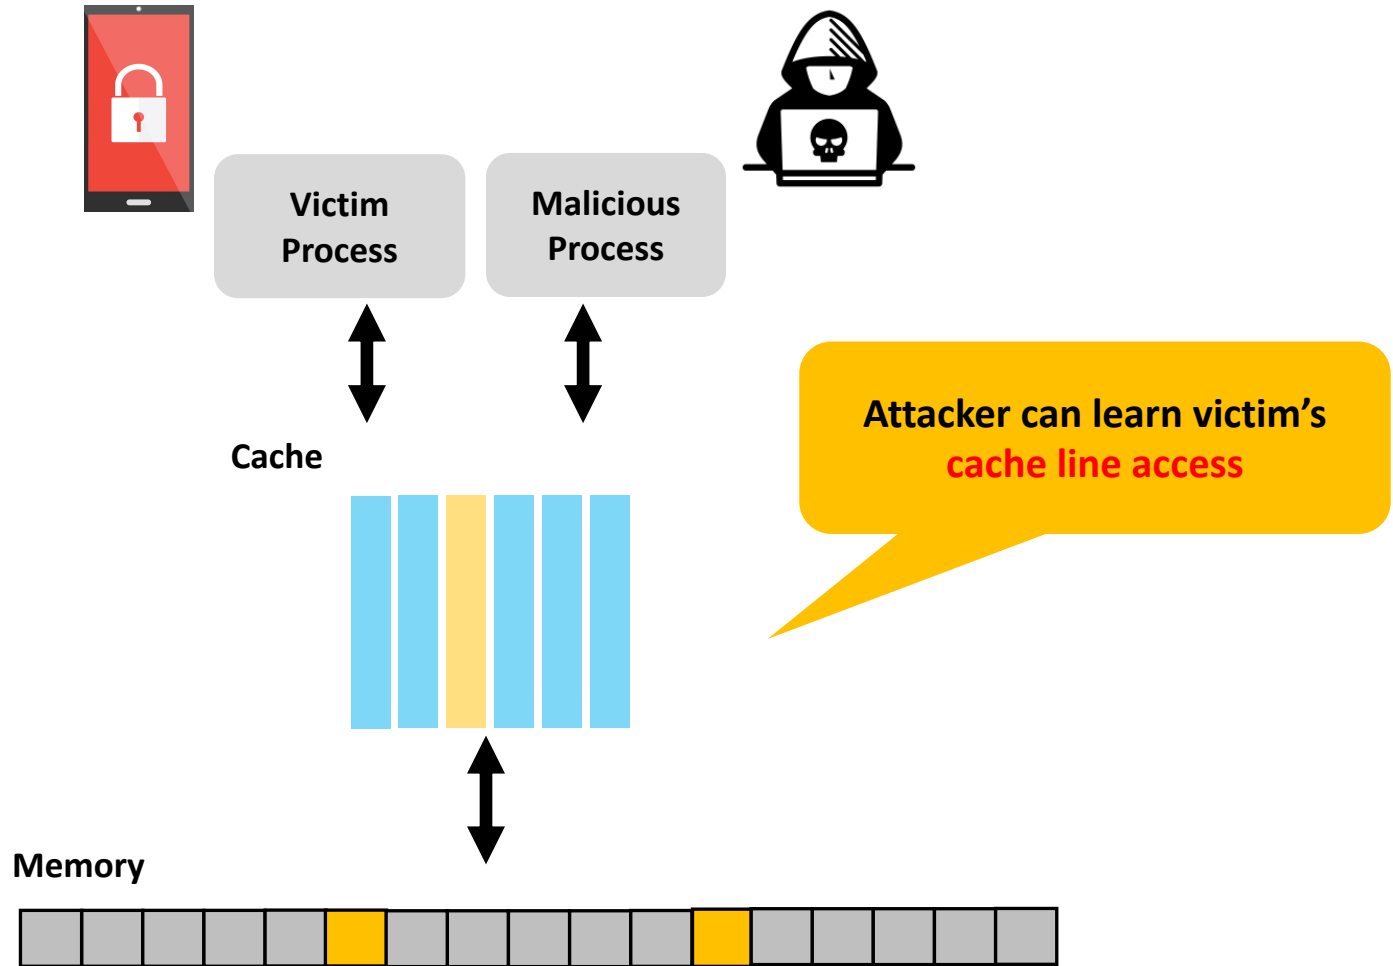 Victim
Process
Malicious
Process
Attacker can learn victim’s
cache line access
Cache
Memory